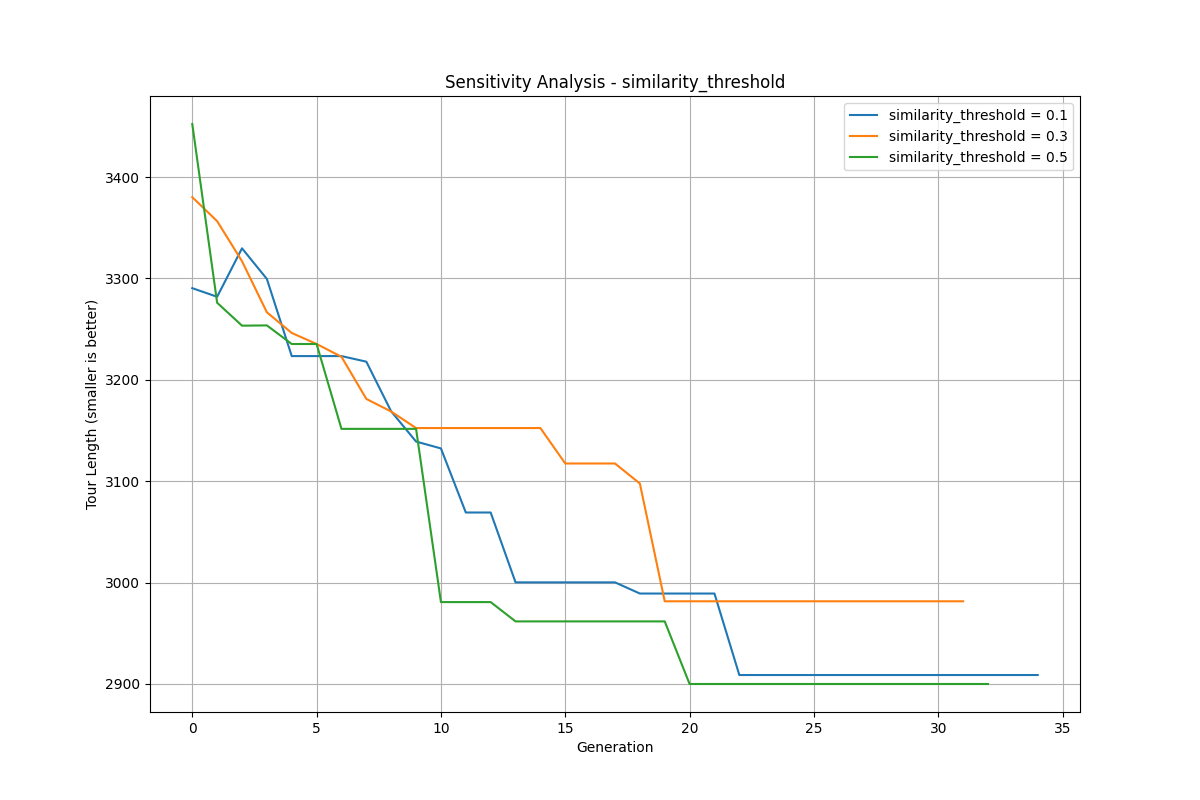 Sensitivity Analysis - similarity_threshold
similarity_threshold = 0.1
similarity_threshold = 0.3
similarity_threshold = 0.5
Tour Length (smaller is better)
3400
3300
3200
3100
3000
2900
0 5 10 15 20 25 30 35
Generation